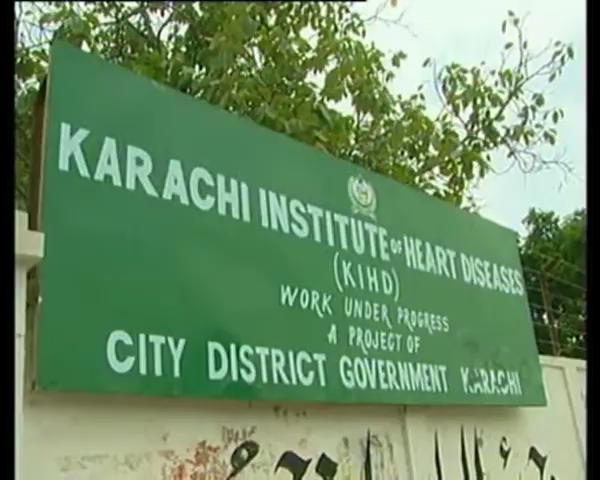 KARACHI INSTITUTE OF HEART DISEASES
(KIHD)
WORK UNDER PROGRESS
A PROJECT OF
CITY DISTRICT GOVERNMENT KARACHI